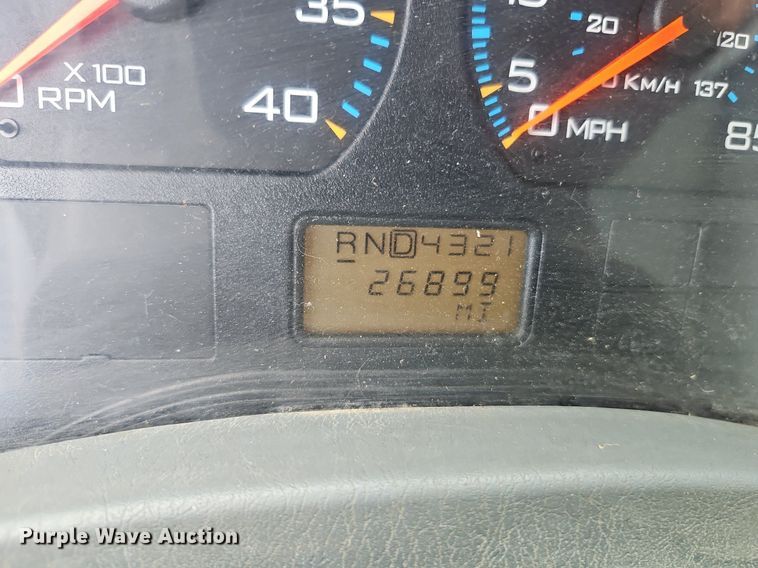 35
X100
RPM
40
20
5
KM/H
0 MPH
120
137
85
RND4321
26899
MI
Purple Wave Auction